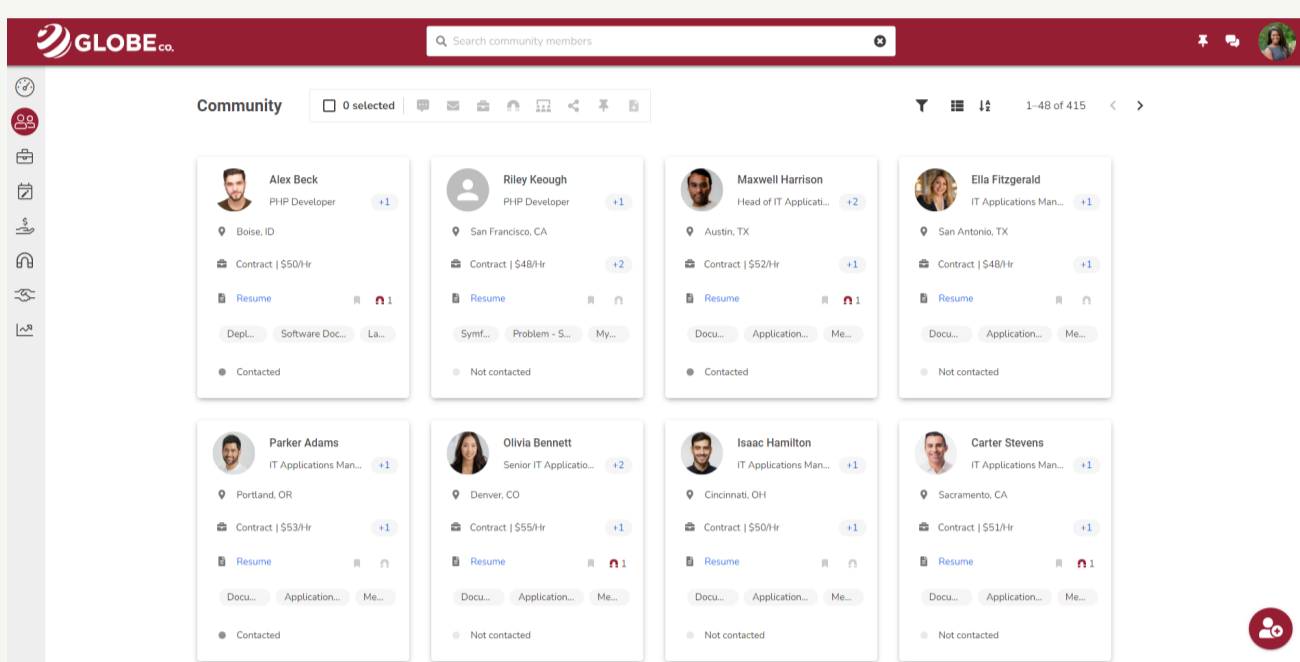 GLOBE co.
Search community members
Community
0 selected
1–48 of 415
Alex Beck
PHP Developer +1
Boise, ID
Contract | $50/Hr
Resume 1
Depl... Software Doc... La...
Contacted
Riley Keough
PHP Developer +1
San Francisco, CA
Contract | $48/Hr +2
Resume
Symf... Problem - S... My...
Not contacted
Maxwell Harrison
Head of IT Applicati... +2
Austin, TX
Contract | $52/Hr +1
Resume 1
Docu... Application... Me...
Contacted
Ella Fitzgerald
IT Applications Man... +1
San Antonio, TX
Contract | $48/Hr +1
Resume
Docu... Application... Me...
Not contacted
Parker Adams
IT Applications Man... +1
Portland, OR
Contract | $53/Hr +1
Resume
Docu... Application... Me...
Contacted
Olivia Bennett
Senior IT Applicatio... +2
Denver, CO
Contract | $55/Hr +1
Resume 1
Docu... Application... Me...
Not contacted
Isaac Hamilton
IT Applications Man... +1
Cincinnati, OH
Contract | $50/Hr +1
Resume
Docu... Application... Me...
Not contacted
Carter Stevens
IT Applications Man... +1
Sacramento, CA
Contract | $51/Hr +1
Resume 1
Docu... Application... Me...
Not contacted